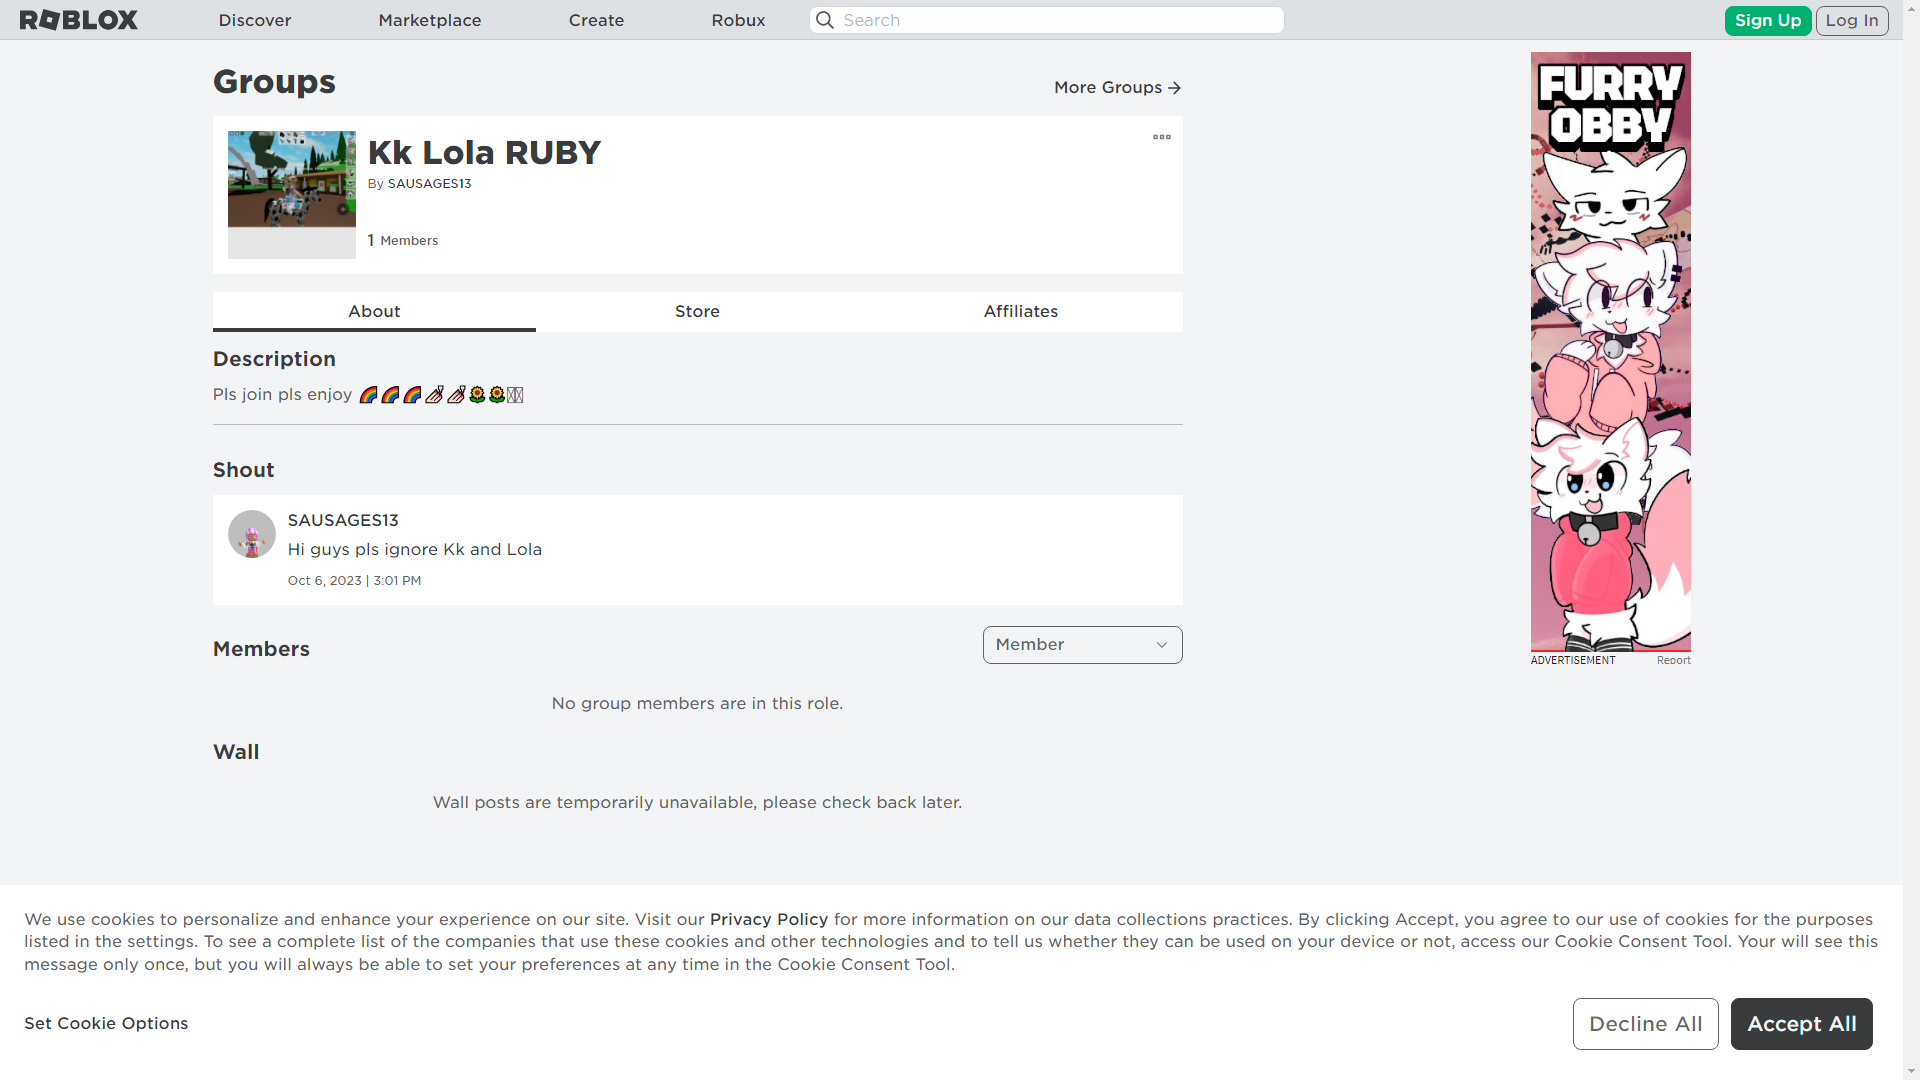 ROBLOX
Discover
Marketplace
Create
Robux
Search
Sign Up
Log In
Groups
More Groups →
Kk Lola RUBY
By SAUSAGES13
1 Members
About
Store
Affiliates
Description
Pls join pls enjoy 🌈🌈🌈💅🏻💅🏻🌻🌻
Shout
SAUSAGES13
Hi guys pls ignore Kk and Lola
Oct 6, 2023 | 3:01 PM
Members
Member
No group members are in this role.
Wall
Wall posts are temporarily unavailable, please check back later.
FURRY
OBBY
ADVERTISEMENT
Report
We use cookies to personalize and enhance your experience on our site. Visit our Privacy Policy for more information on our data collections practices. By clicking Accept, you agree to our use of cookies for the purposes
listed in the settings. To see a complete list of the companies that use these cookies and other technologies and to tell us whether they can be used on your device or not, access our Cookie Consent Tool. Your will see this
message only once, but you will always be able to set your preferences at any time in the Cookie Consent Tool.
Set Cookie Options
Decline All
Accept All